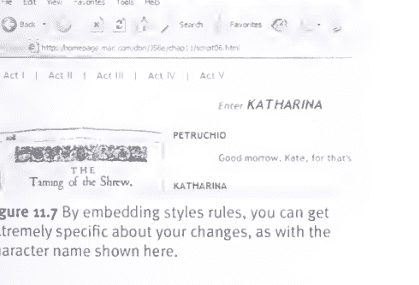 File Edit View Favorites Tools Help
Back Search Favorites
Act I | Act II | Act III | Act IV | Act V
Enter KATHARINA
PETRUCHIO
Good morrow, Kate, for that's
THE
Taming of the Shrew.
KATHARINA
gure 11.7 By embedding styles rules, you can get
tremely specific about your changes, as with the
aracter name shown here.